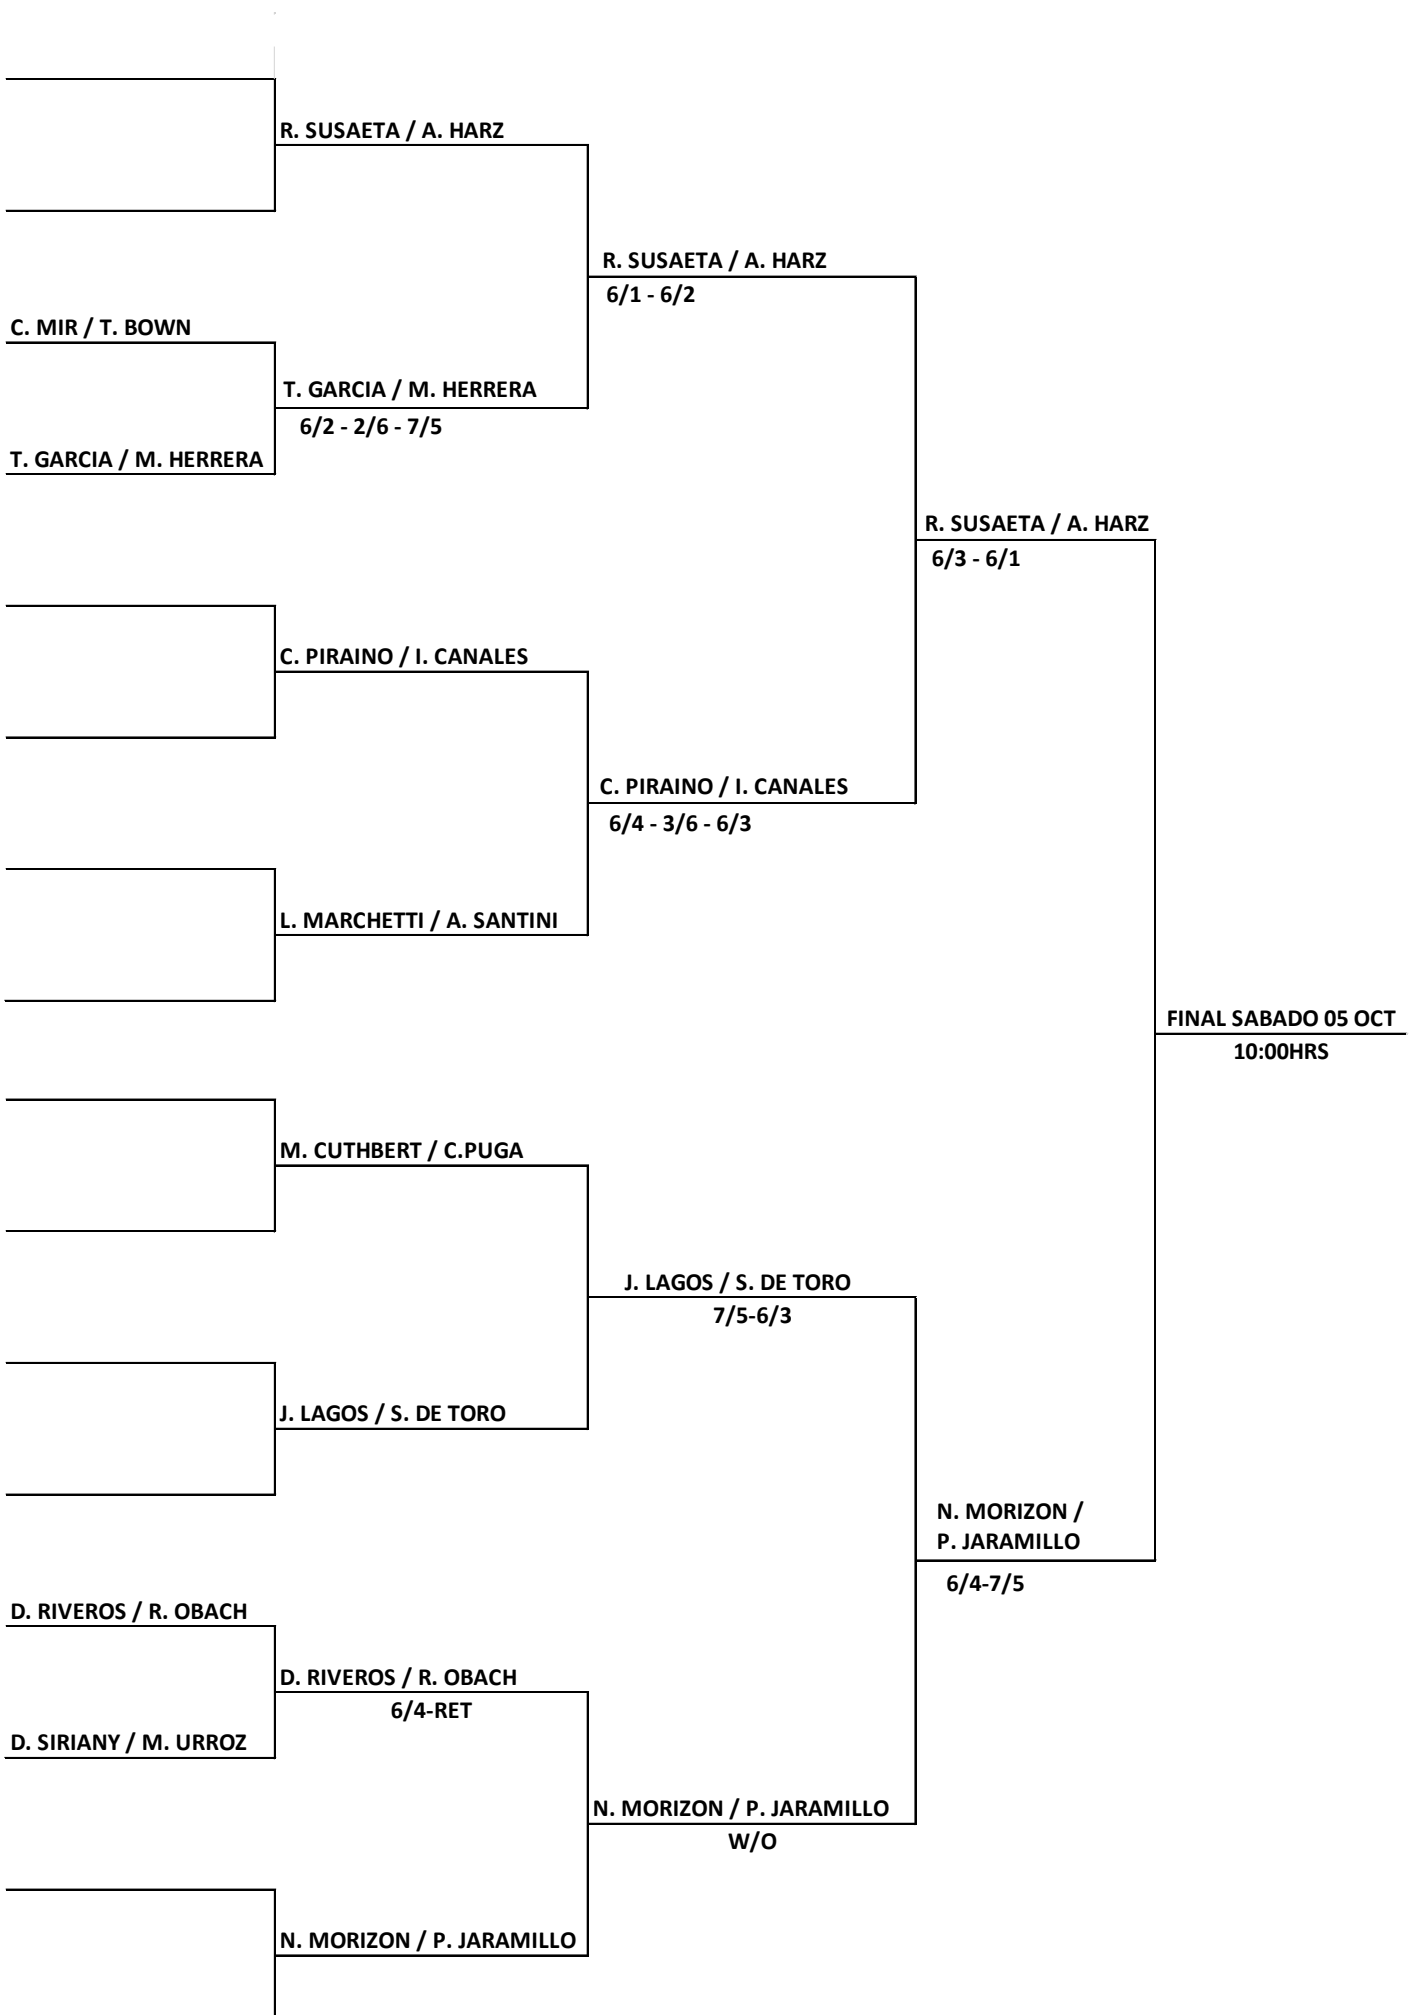 R. SUSAETA / A. HARZ
R. SUSAETA / A. HARZ
6/1 - 6/2
C. MIR / T. BOWN
T. GARCIA / M. HERRERA
6/2 - 2/6 - 7/5
T. GARCIA / M. HERRERA
R. SUSAETA / A. HARZ
6/3 - 6/1
C. PIRAINO / I. CANALES
C. PIRAINO / I. CANALES
6/4 - 3/6 - 6/3
L. MARCHETTI / A. SANTINI
FINAL SABADO 05 OCT
10:00HRS
M. CUTHBERT / C.PUGA
J. LAGOS / S. DE TORO
7/5-6/3
J. LAGOS / S. DE TORO
N. MORIZON /
P. JARAMILLO
6/4-7/5
D. RIVEROS / R. OBACH
D. RIVEROS / R. OBACH
6/4-RET
D. SIRIANY / M. URROZ
N. MORIZON / P. JARAMILLO
W/O
N. MORIZON / P. JARAMILLO